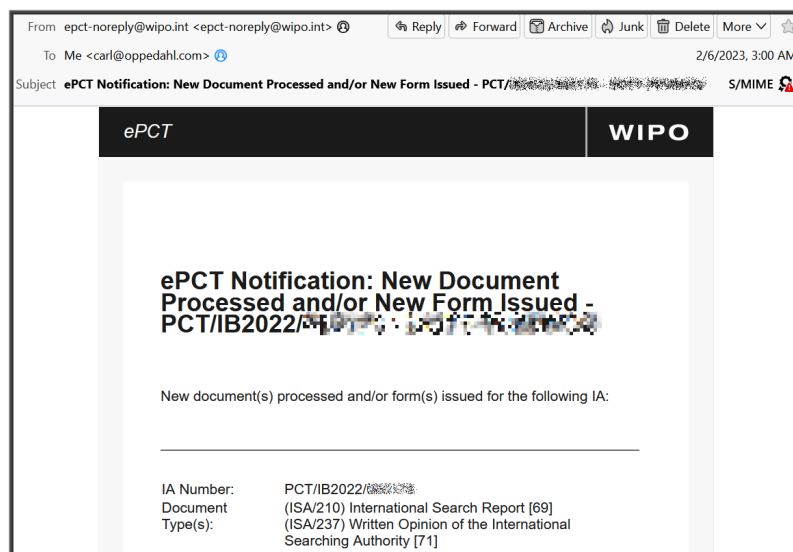 From epct-noreply@wipo.int <epct-noreply@wipo.int> Reply Forward Archive Junk Delete More
To Me <carl@oppedahl.com> 2/6/2023, 3:00 AM
Subject ePCT Notification: New Document Processed and/or New Form Issued - PCT/ S/MIME
ePCT WIPO
ePCT Notification: New Document
Processed and/or New Form Issued -
PCT/IB2022/
New document(s) processed and/or form(s) issued for the following IA:
IA Number: PCT/IB2022/
Document (ISA/210) International Search Report [69]
Type(s): (ISA/237) Written Opinion of the International
Searching Authority [71]